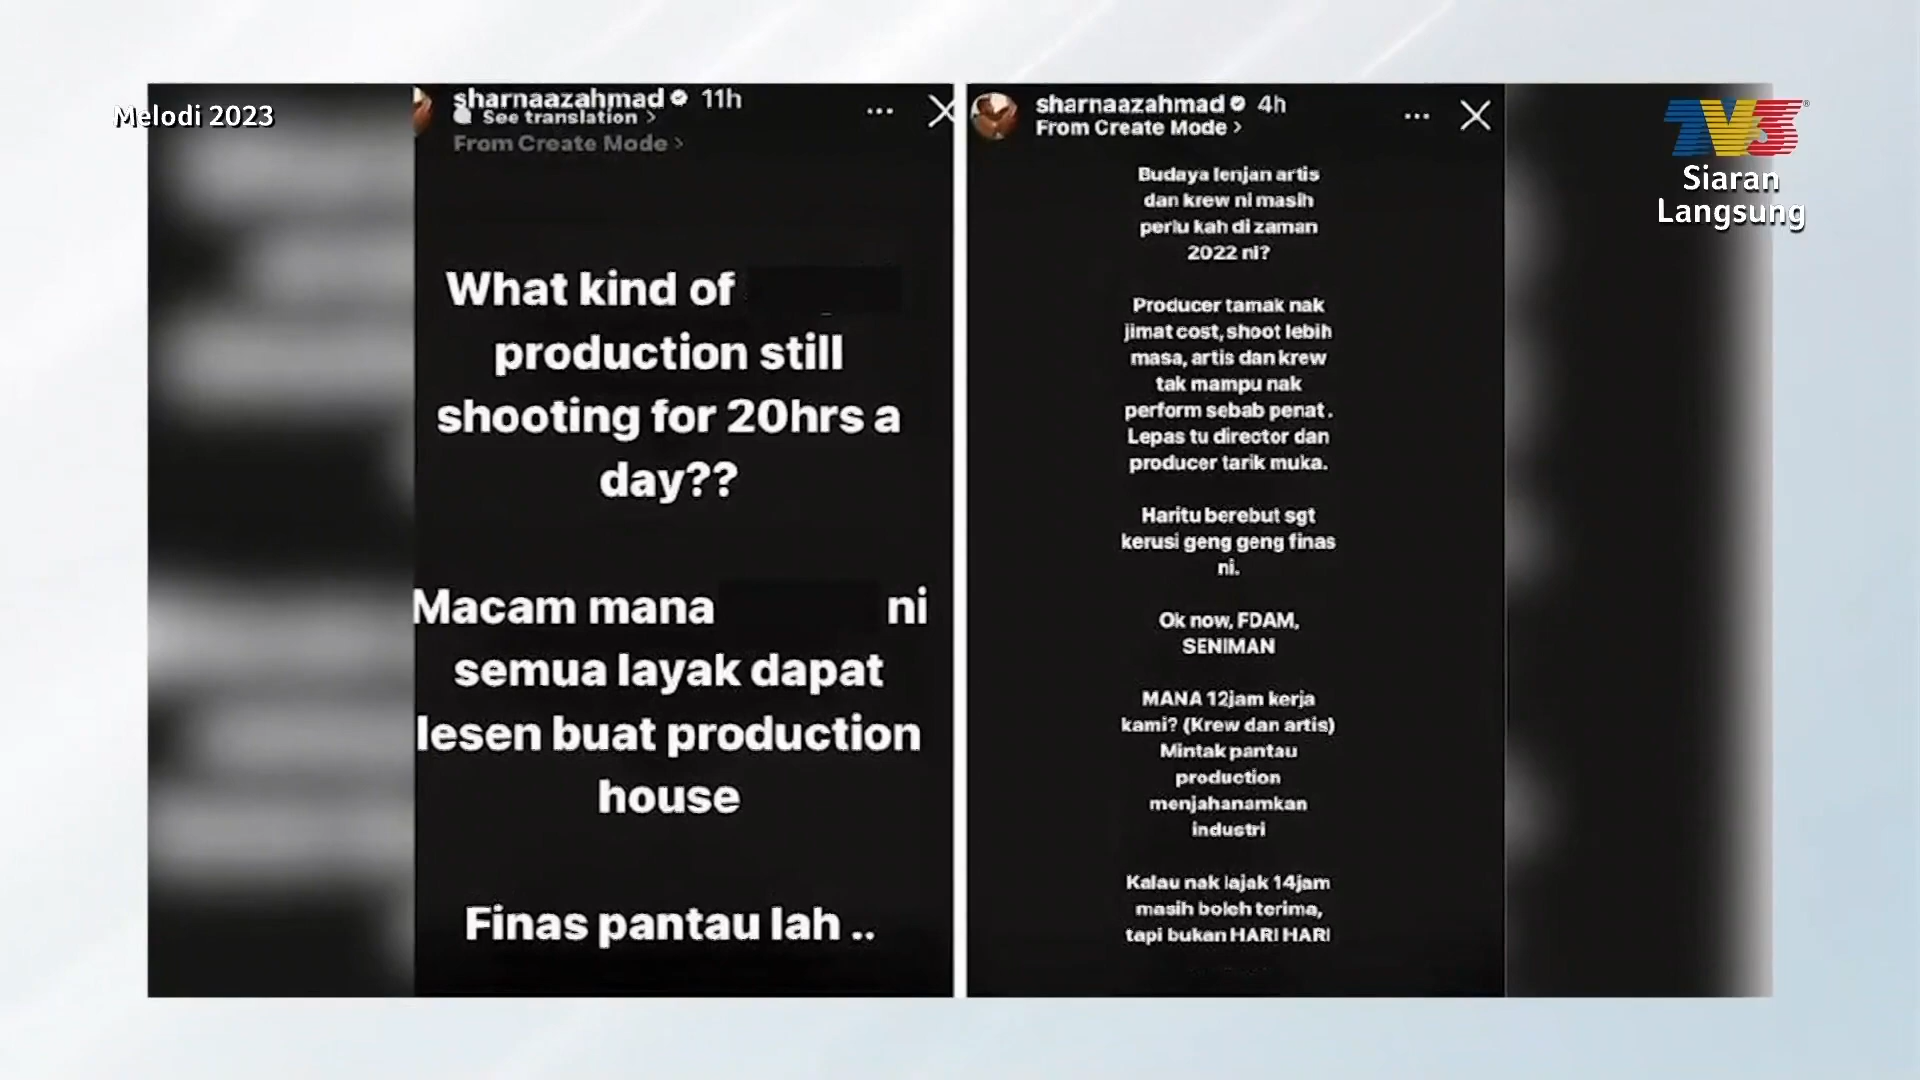 Melodi 2023
sharnaazahmad 11h
See translation >
From Create Mode >
What kind of
production still
shooting for 20hrs a
day??
Macam mana ni
semua layak dapat
lesen buat production
house
Finas pantau lah ..
sharnaazahmad 4h
From Create Mode >
Budaya lenjan artis
dan krew ni masih
perlu kah di zaman
2022 ni?
Producer tamak nak
jimat cost, shoot lebih
masa, artis dan krew
tak mampu nak
perform sebab penat.
Lepas tu director dan
producer tarik muka.
Haritu berebut sgt
kerusi geng geng finas
ni.
Ok now, FDAM,
SENIMAN
MANA 12jam kerja
kami? (Krew dan artis)
Mintak pantau
production
menjahanamkan
industri
Kalau nak lajak 14jam
masih boleh terima,
tapi bukan HARI HARI
TV3
Siaran
Langsung